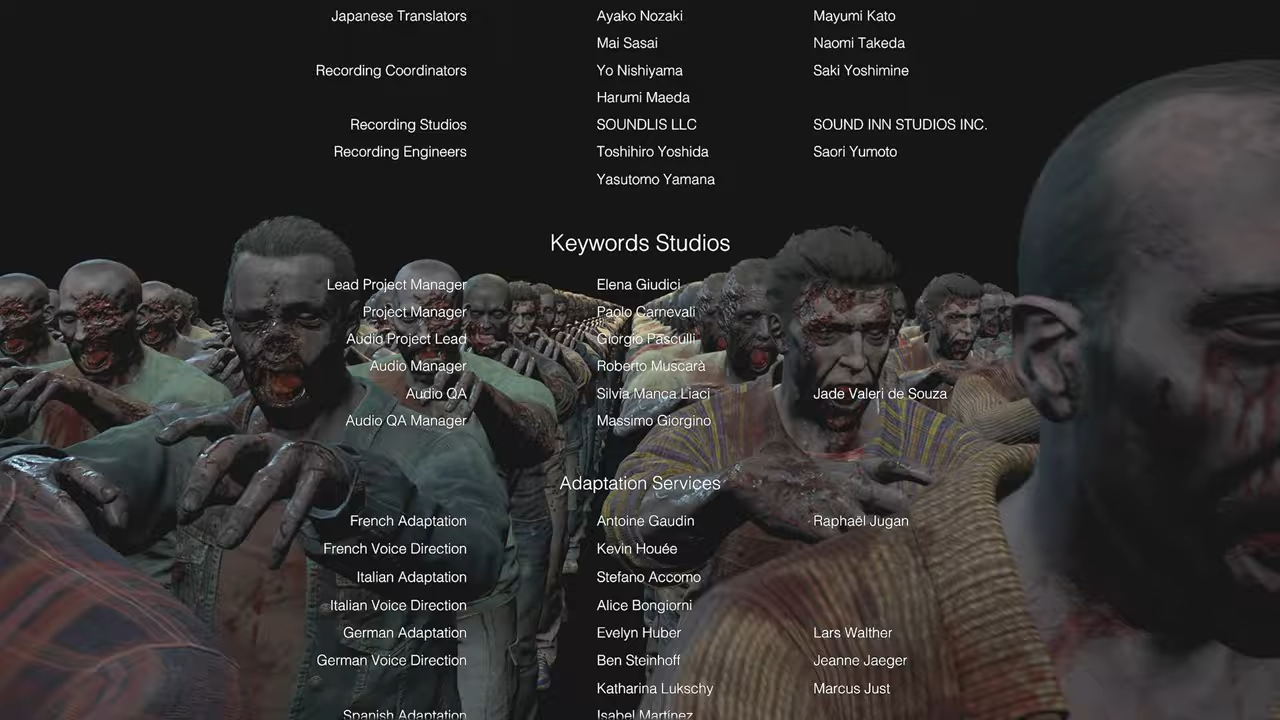 Japanese Translators Ayako Nozaki Mayumi Kato
Mai Sasai Naomi Takeda
Recording Coordinators Yo Nishiyama Saki Yoshimine
Harumi Maeda
Recording Studios SOUNDLIS LLC SOUND INN STUDIOS INC.
Recording Engineers Toshihiro Yoshida Saori Yumoto
Yasutomo Yamana
Keywords Studios
Lead Project Manager Elena Giudici
Project Manager Paolo Carnevali
Audio Project Lead Giorgio Pasculli
Audio Manager Roberto Muscarà
Audio QA Silvia Manca Liaci Jade Valeri de Souza
Audio QA Manager Massimo Giorgino
Adaptation Services
French Adaptation Antoine Gaudin Raphaël Jugan
French Voice Direction Kevin Houée
Italian Adaptation Stefano Accomo
Italian Voice Direction Alice Bongiorni
German Adaptation Evelyn Huber Lars Walther
German Voice Direction Ben Steinhoff Jeanne Jaeger
Katharina Lukschy Marcus Just
Spanish Adaptation Isabel Martinez